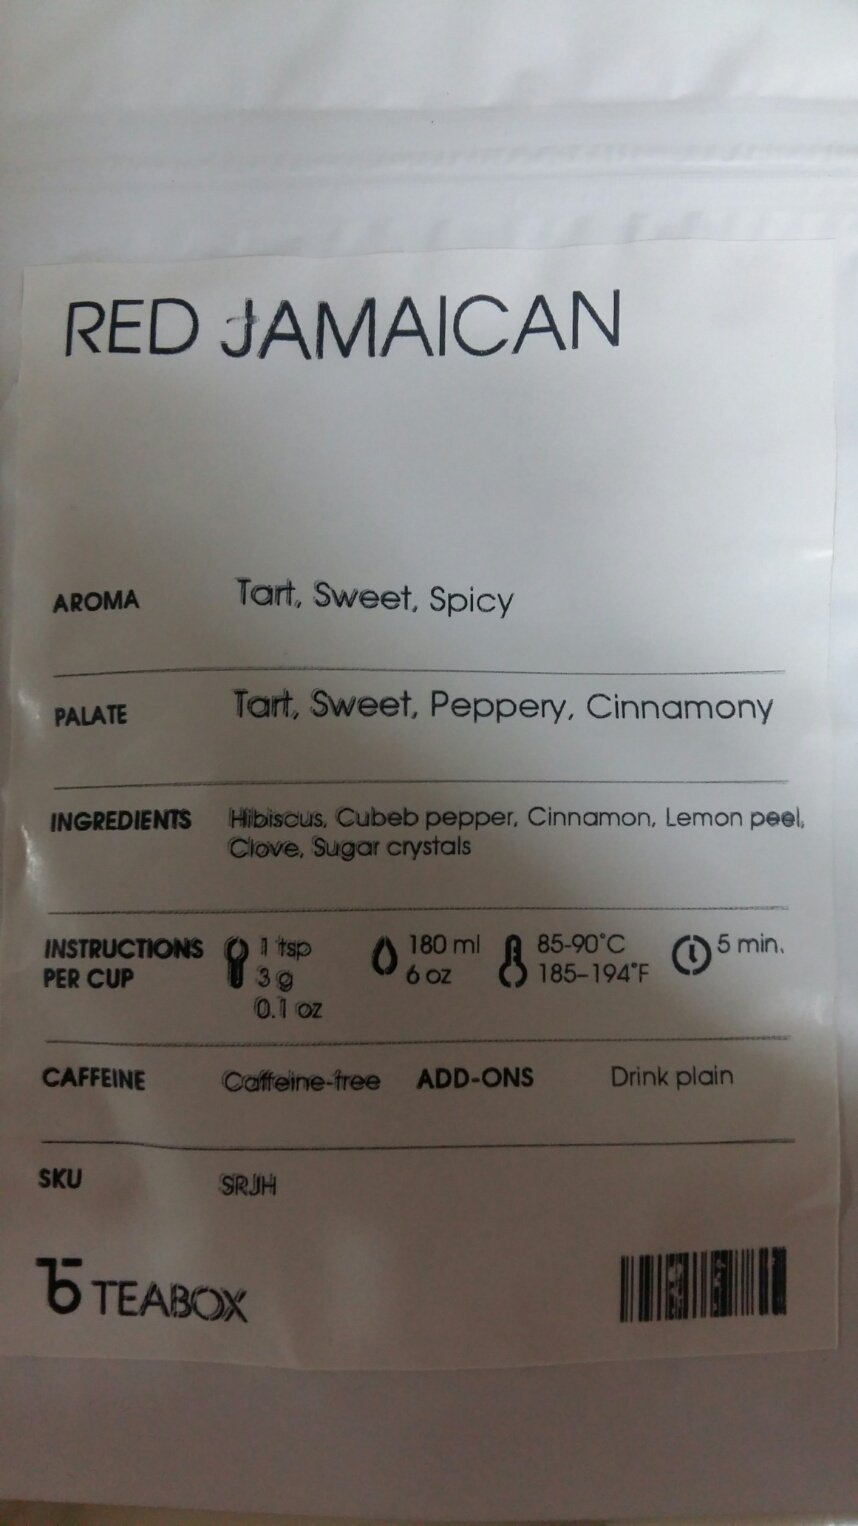 RED JAMAICAN
AROMA Tart, Sweet, Spicy
PALATE Tart, Sweet, Peppery, Cinnamony
INGREDIENTS Hibiscus, Cubeb pepper, Cinnamon, Lemon peel,
Clove, Sugar crystals
INSTRUCTIONS 1 tsp 180 ml 85-90°C 5 min.
PER CUP 3 g 6 oz 185-194°F
0.1 oz
CAFFEINE Caffeine-free ADD-ONS Drink plain
SKU SRJH
tb TEABOX